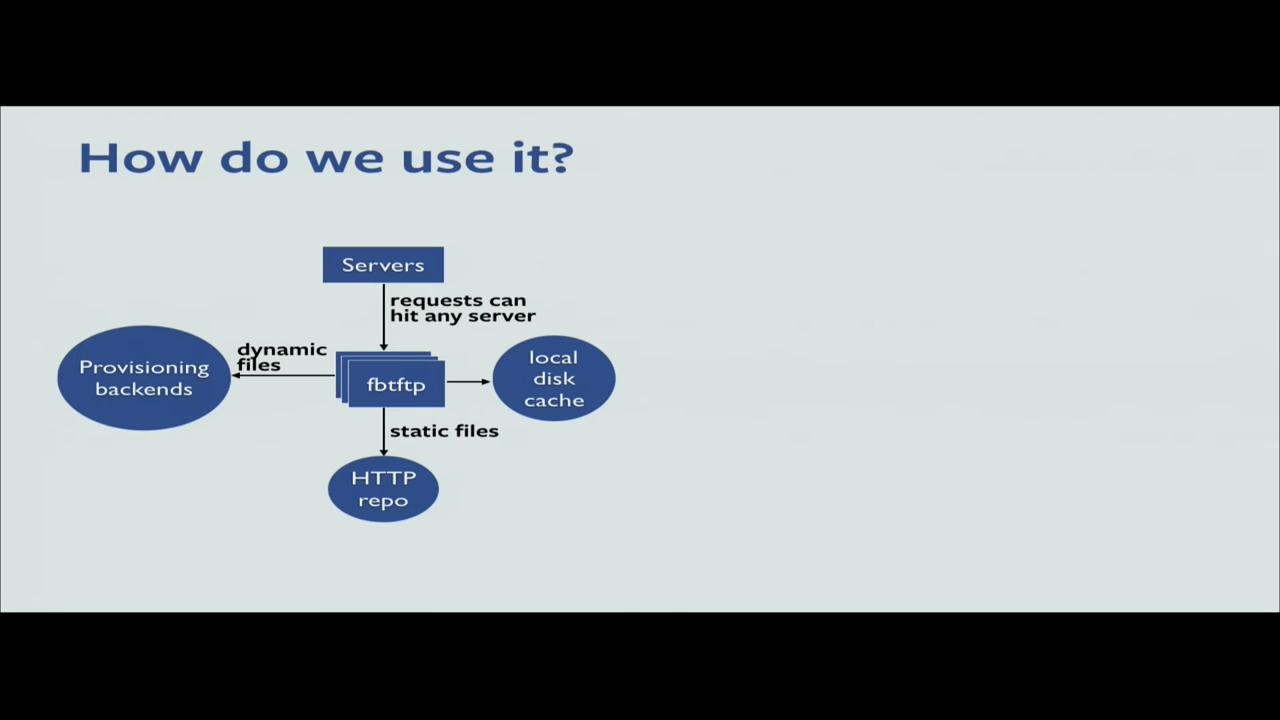 How do we use it?
Servers
requests can
hit any server
dynamic
files
Provisioning
backends
fbtftp
local
disk
cache
static files
HTTP
repo